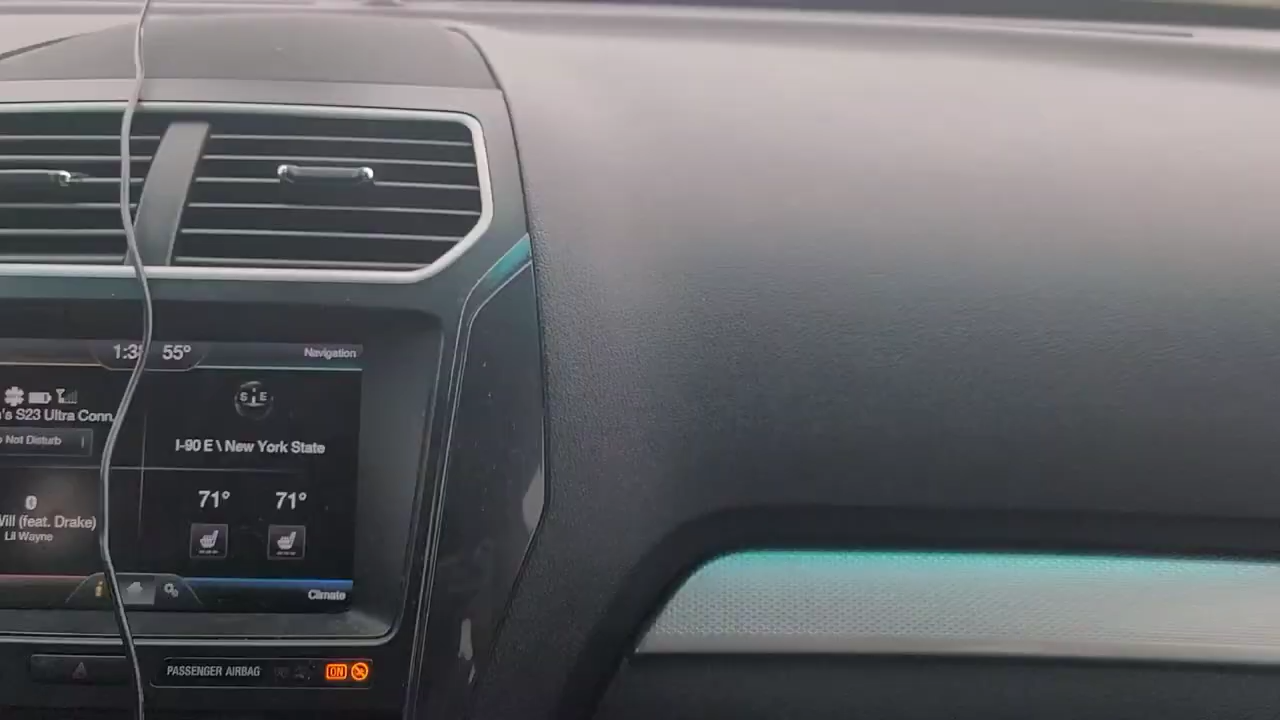 55°
Navigation
S E
's S23 Ultra Conn.
Not Disturb
I-90 E \ New York State
71° 71°
(feat. Drake)
Lil Wayne
Climate
PASSENGER AIRBAG ON